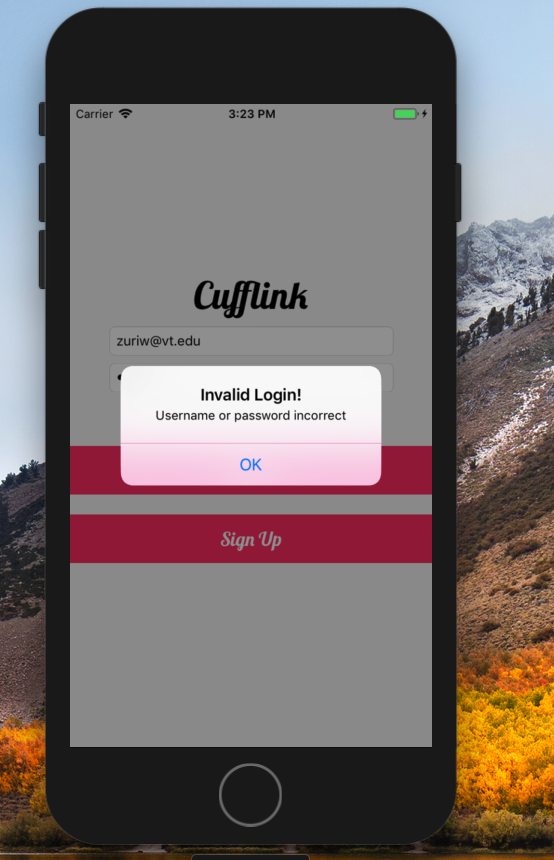 Carrier 3:23 PM
Cufflink
zuriw@vt.edu
Invalid Login!
Username or password incorrect
OK
Sign Up